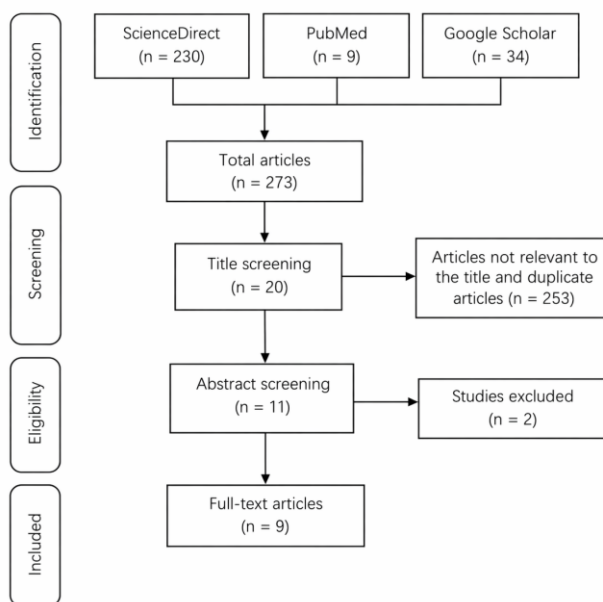 Identification
ScienceDirect
(n = 230)
PubMed
(n = 9)
Google Scholar
(n = 34)
Total articles
(n = 273)
Screening
Title screening
(n = 20)
Articles not relevant to
the title and duplicate
articles (n = 253)
Eligibility
Abstract screening
(n = 11)
Studies excluded
(n = 2)
Included
Full-text articles
(n = 9)